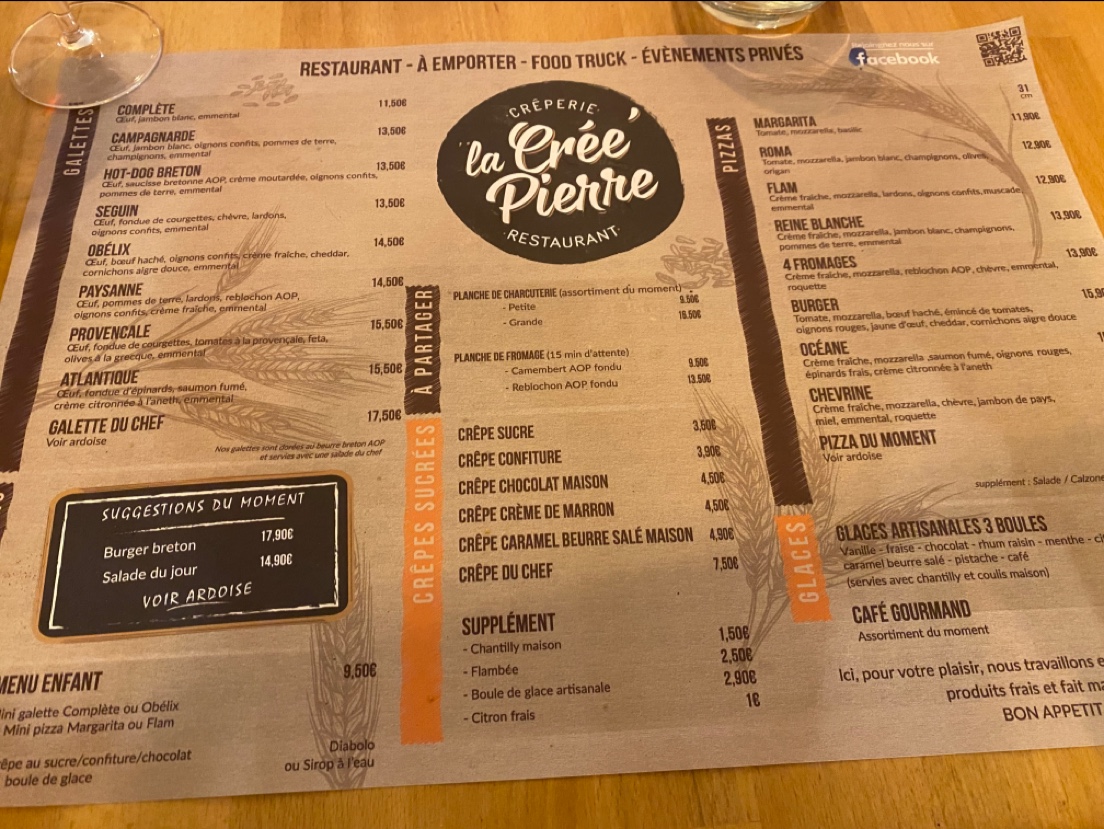 RESTAURANT - À EMPORTER - FOOD TRUCK - ÉVÈNEMENTS PRIVÉS
Rejoignez nous sur
facebook
GALETTES
COMPLÈTE 11,50€
Œuf, jambon blanc, emmental
CAMPAGNARDE 13,50€
Œuf, jambon blanc, oignons confits, pommes de terre,
champignons, emmental
HOT-DOG BRETON 13,50€
Œuf, saucisse bretonne AOP, crème moutardée, oignons confits,
pommes de terre, emmental
SEGUIN 13,50€
Œuf, fondue de courgettes, chèvre, lardons,
oignons confits, emmental
OBÉLIX 14,50€
Œuf, bœuf haché, oignons confits, crème fraîche, cheddar,
cornichons aigre douce, emmental
PAYSANNE 14,50€
Œuf, pommes de terre, lardons, reblochon AOP,
oignons confits, crème fraîche, emmental
PROVENCALE 15,50€
Œuf, fondue de courgettes, tomates à la provençale, feta,
olives à la grecque, emmental
ATLANTIQUE 15,50€
Œuf, fondue d'épinards, saumon fumé,
crème citronnée à l'aneth, emmental
GALETTE DU CHEF 17,50€
Voir ardoise
Nos galettes sont dorées au beurre breton AOP
et servies avec une salade du chef
SUGGESTIONS DU MOMENT
Burger breton 17,90€
Salade du jour 14,90€
VOIR ARDOISE
MENU ENFANT 9,50€
ini galette Complète ou Obélix
Mini pizza Margarita ou Flam
rêpe au sucre/confiture/chocolat
boule de glace
Diabolo
ou Sirop à l'eau
·CRÊPERIE·
la Crée'
Pierre
·RESTAURANT·
À PARTAGER
PLANCHE DE CHARCUTERIE (assortiment du moment)
- Petite 9.50€
- Grande 16.50€
PLANCHE DE FROMAGE (15 min d'attente)
- Camembert AOP fondu 9.50€
- Reblochon AOP fondu 13.50€
CRÊPES SUCRÉES
CRÊPE SUCRE 3,50€
CRÊPE CONFITURE 3,90€
CRÊPE CHOCOLAT MAISON 4,50€
CRÊPE CRÈME DE MARRON 4,50€
CRÊPE CARAMEL BEURRE SALÉ MAISON 4,90€
CRÊPE DU CHEF 7,50€
SUPPLÉMENT
- Chantilly maison 1,50€
- Flambée 2,50€
- Boule de glace artisanale 2,90€
- Citron frais 1€
PIZZAS
31
cm
MARGARITA 11,90€
Tomate, mozzarella, basilic
ROMA 12,90€
Tomate, mozzarella, jambon blanc, champignons, olives,
origan
FLAM 12,90€
Crème fraîche, mozzarella, lardons, oignons confits, muscade,
emmental
REINE BLANCHE 13,90€
Crème fraîche, mozzarella, jambon blanc, champignons,
pommes de terre, emmental
4 FROMAGES 13,90€
Crème fraîche, mozzarella, reblochon AOP, chèvre, emmental,
roquette
BURGER 15,9
Tomate, mozzarella, bœuf haché, émincé de tomates,
oignons rouges, jaune d'œuf, cheddar, cornichons aigre douce
OCÉANE
Crème fraîche, mozzarella ,saumon fumé, oignons rouges,
épinards frais, crème citronnée à l'aneth
CHEVRINE
Crème fraîche, mozzarella, chèvre, jambon de pays,
miel, emmental, roquette
PIZZA DU MOMENT
Voir ardoise
supplément : Salade / Calzone
GLACES
GLACES ARTISANALES 3 BOULES
Vanille - fraise - chocolat - rhum raisin - menthe - ci
caramel beurre salé - pistache - café
(servies avec chantilly et coulis maison)
CAFÉ GOURMAND
Assortiment du moment
Ici, pour votre plaisir, nous travaillons e
produits frais et fait ma
BON APPETIT